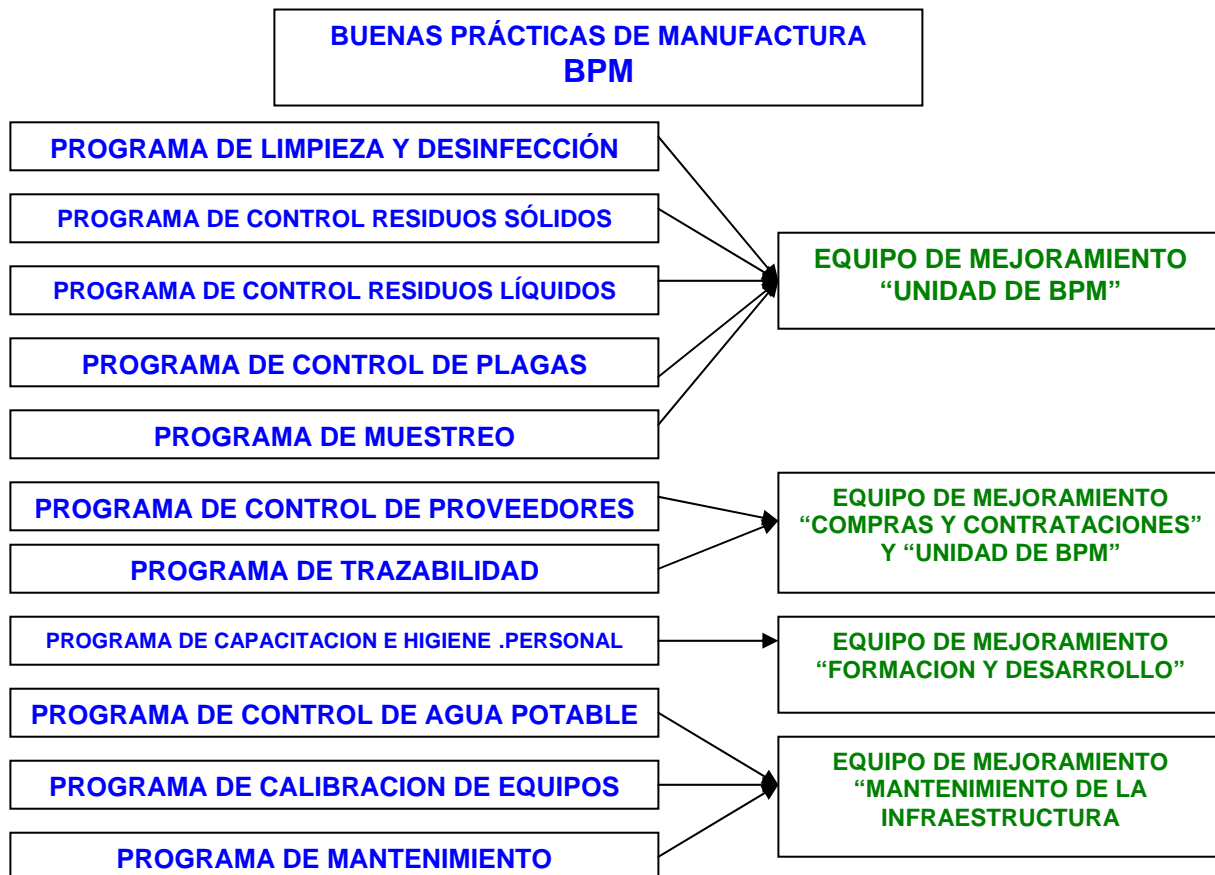 BUENAS PRÁCTICAS DE MANUFACTURA
BPM
PROGRAMA DE LIMPIEZA Y DESINFECCIÓN
PROGRAMA DE CONTROL RESIDUOS SÓLIDOS
PROGRAMA DE CONTROL RESIDUOS LÍQUIDOS
PROGRAMA DE CONTROL DE PLAGAS
PROGRAMA DE MUESTREO
EQUIPO DE MEJORAMIENTO
“UNIDAD DE BPM”
PROGRAMA DE CONTROL DE PROVEEDORES
PROGRAMA DE TRAZABILIDAD
EQUIPO DE MEJORAMIENTO
“COMPRAS Y CONTRATACIONES”
Y “UNIDAD DE BPM”
PROGRAMA DE CAPACITACION E HIGIENE .PERSONAL
EQUIPO DE MEJORAMIENTO
“FORMACION Y DESARROLLO”
PROGRAMA DE CONTROL DE AGUA POTABLE
PROGRAMA DE CALIBRACION DE EQUIPOS
PROGRAMA DE MANTENIMIENTO
EQUIPO DE MEJORAMIENTO
“MANTENIMIENTO DE LA
INFRAESTRUCTURA